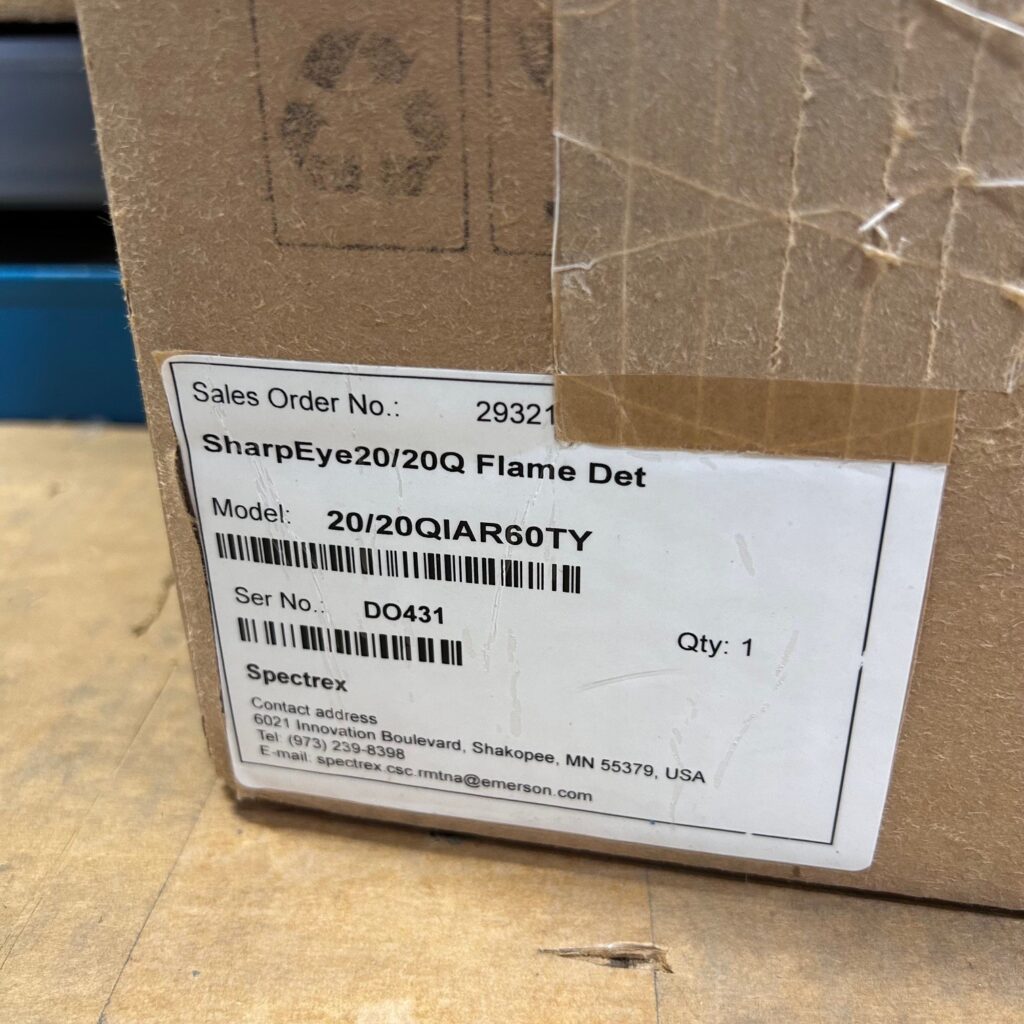 Sales Order No.: 29321
SharpEye20/20Q Flame Det
Model: 20/20QIAR60TY
Ser No.: DO431
Qty: 1
Spectrex
Contact address
6021 Innovation Boulevard, Shakopee, MN 55379, USA
Tel: (973) 239-8398
E-mail: spectrex.csc.rmtna@emerson.com